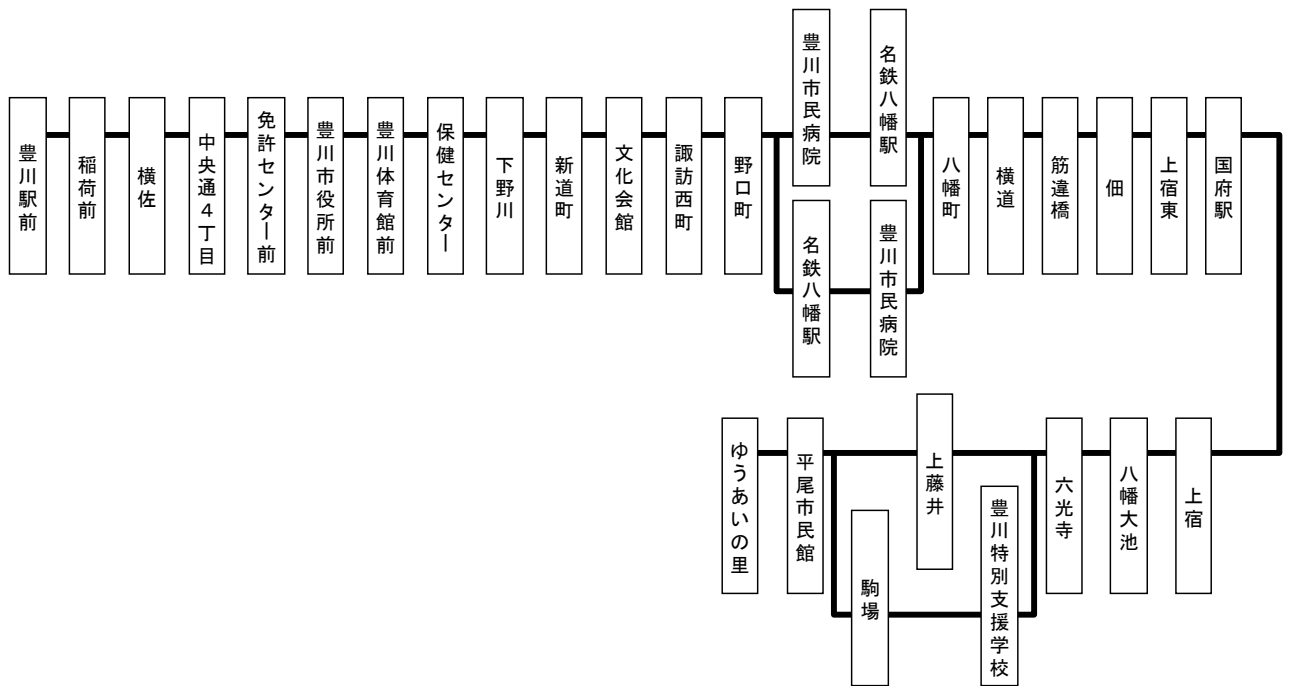 豊川駅前
稲荷前
横佐
中央通4丁目
免許センター前
豊川市役所前
豊川体育館前
保健センター
下野川
新道町
文化会館
諏訪西町
野口町
豊川市民病院
名鉄八幡駅
名鉄八幡駅
豊川市民病院
八幡町
横道
筋違橋
佃
上宿東
国府駅
上宿
八幡大池
六光寺
上藤井
豊川特別支援学校
駒場
平尾市民館
ゆうあいの里